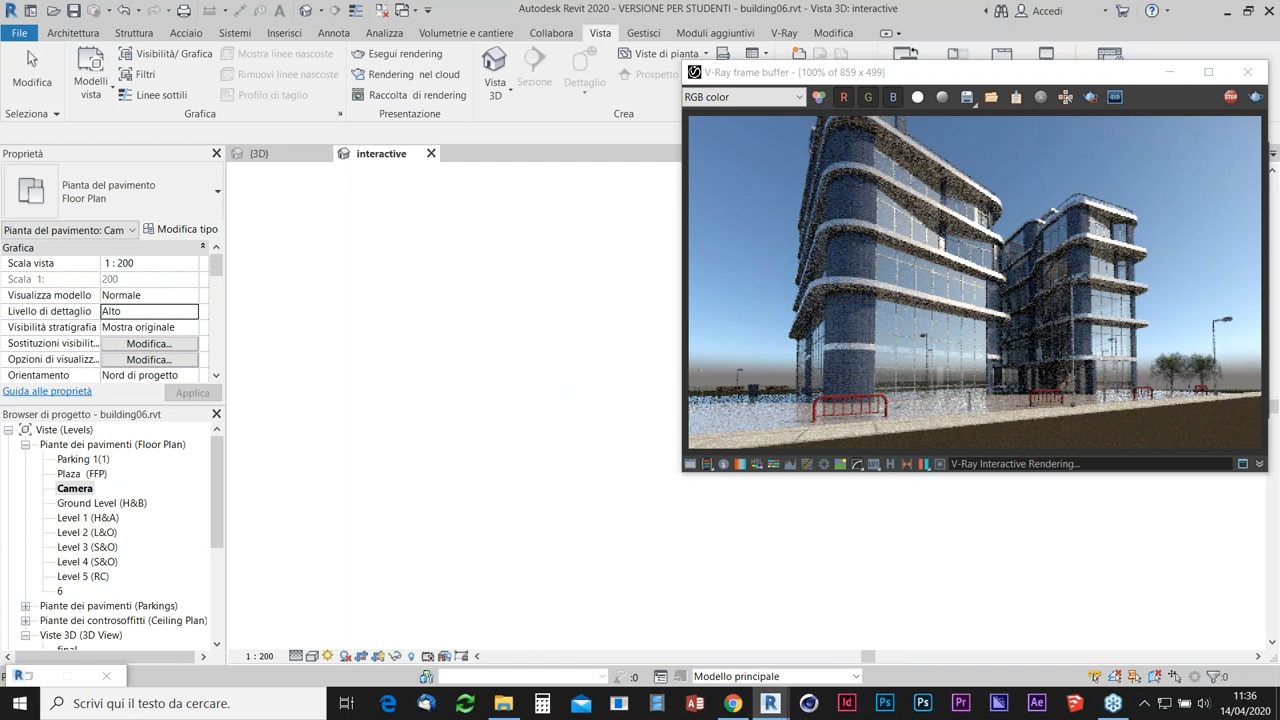 Autodesk Revit 2020 - VERSIONE PER STUDENTI - building06.rvt - Vista 3D: interactive
Accedi
File Architettura Struttura Acciaio Sistemi Inserisci Annota Analizza Volumetrie e cantiere Collabora Vista Gestisci Moduli aggiuntivi V-Ray Modifica
Modifica
Modelli
vista
Visibilità/ Grafica
Filtri
Linee sottili
Mostra linee nascoste
Rimuovi linee nascoste
Profilo di taglio
Esegui rendering
Rendering nel cloud
Raccolta di rendering
Vista
3D
Sezione
Dettaglio
Viste di pianta
Prospetto
Seleziona
Grafica
Presentazione
Crea
V-Ray frame buffer - [100% of 859 x 499]
RGB color
R G B
STOP
V-Ray Interactive Rendering...
Proprietà
{3D}
interactive
Pianta del pavimento
Floor Plan
Pianta del pavimento: Cam
Modifica tipo
Grafica
Scala vista 1 : 200
Scala 1: 200
Visualizza modello Normale
Livello di dettaglio Alto
Visibilità stratigrafia Mostra originale
Sostituzioni visibilit... Modifica...
Opzioni di visualizz... Modifica...
Orientamento Nord di progetto
Guida alle proprietà
Applica
Browser di progetto - building06.rvt
Viste (Levels)
Piante dei pavimenti (Floor Plan)
Parking 1(1)
Plaza (FFP)
Camera
Ground Level (H&B)
Level 1 (H&A)
Level 2 (L&O)
Level 3 (S&O)
Level 4 (S&O)
Level 5 (RC)
6
Piante dei pavimenti (Parkings)
Piante dei controsoffitti (Ceiling Plan)
Viste 3D (3D View)
final
1 : 200
:0
Modello principale
:0
Scrivi qui il testo da cercare.
11:36
14/04/2020